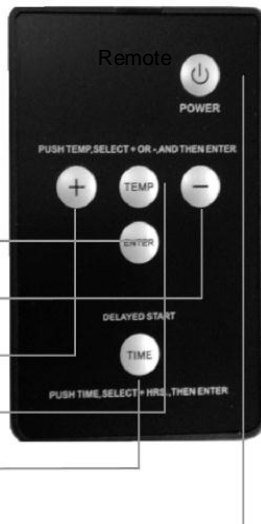 Remote
POWER
PUSH TEMP,SELECT + OR -,AND THEN ENTER
+ TEMP −
ENTER
DELAYED START
TIME
PUSH TIME, SELECT + HRS.,THEN ENTER